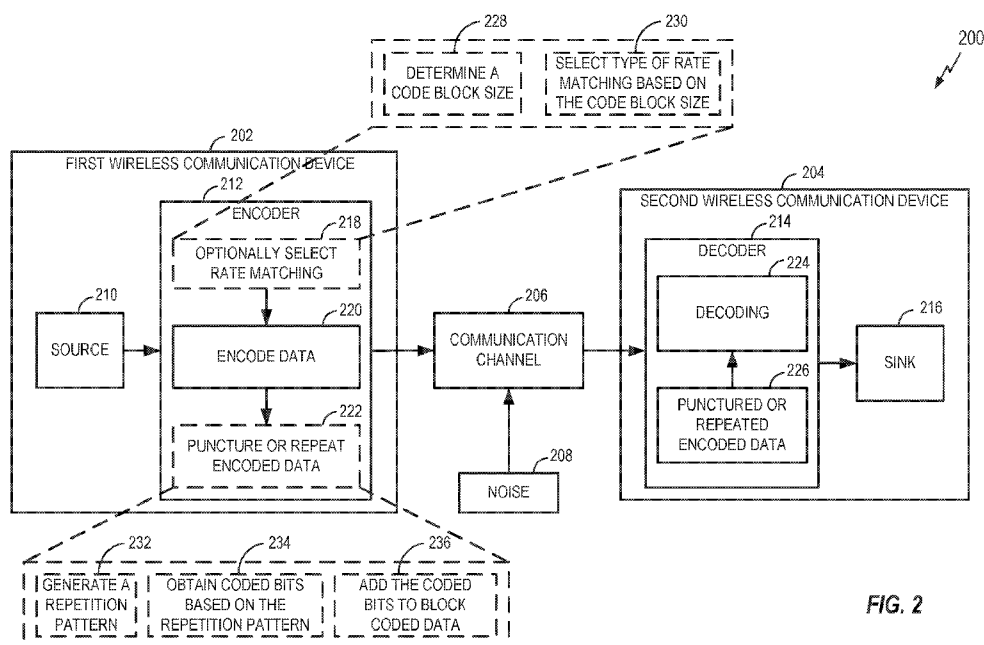 228
230
200
DETERMINE A
CODE BLOCK SIZE
SELECT TYPE OF RATE
MATCHING BASED ON
THE CODE BLOCK SIZE
202
FIRST WIRELESS COMMUNICATION DEVICE
212
ENCODER
218
OPTIONALLY SELECT
RATE MATCHING
210
SOURCE
220
ENCODE DATA
222
PUNCTURE OR REPEAT
ENCODED DATA
206
COMMUNICATION
CHANNEL
208
NOISE
204
SECOND WIRELESS COMMUNICATION DEVICE
214
DECODER
224
DECODING
226
PUNCTURED OR
REPEATED
ENCODED DATA
216
SINK
232
234
236
GENERATE A
REPETITION
PATTERN
OBTAIN CODED BITS
BASED ON THE
REPETITION PATTERN
ADD THE CODED
BITS TO BLOCK
CODED DATA
FIG. 2